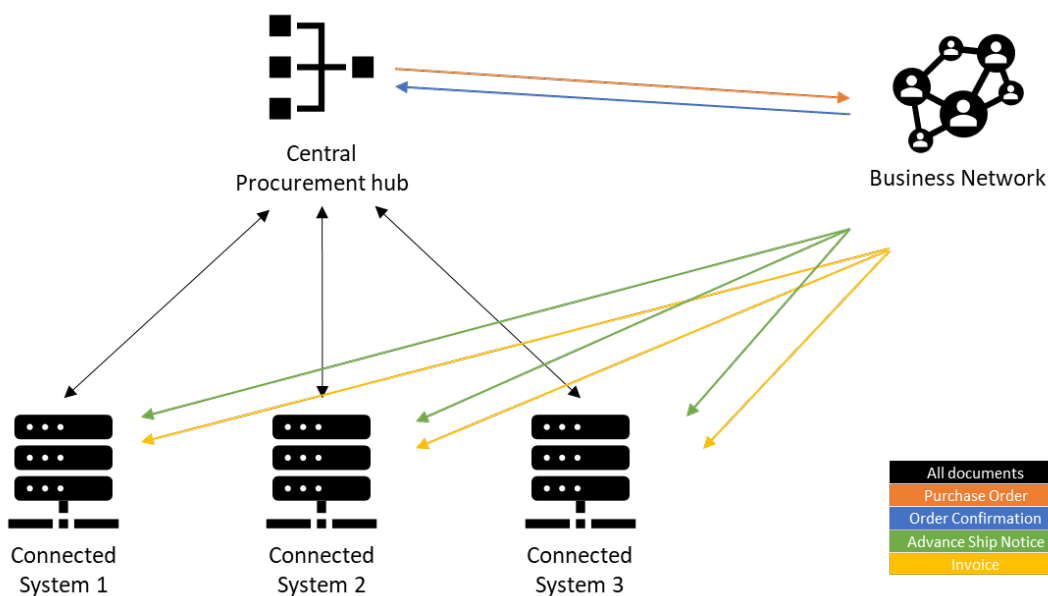 Central
Procurement hub
Business Network
Connected
System 1
Connected
System 2
Connected
System 3
All documents
Purchase Order
Order Confirmation
Advance Ship Notice
Invoice